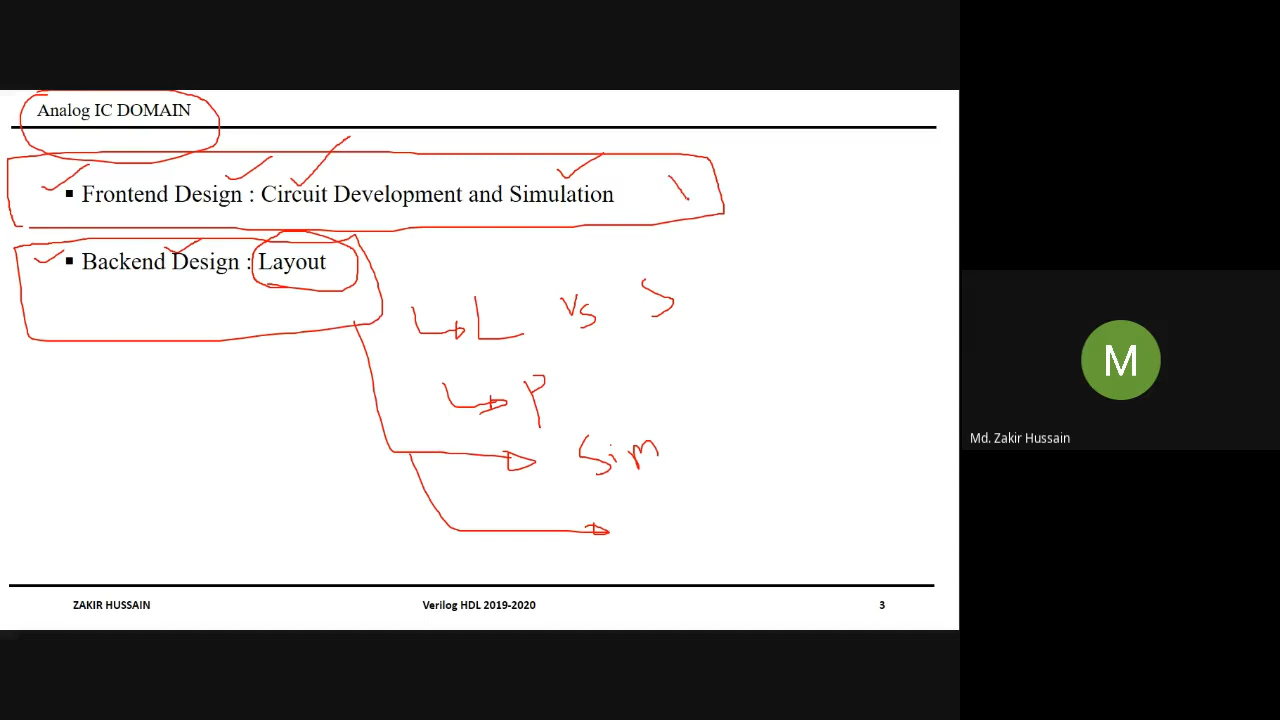 Analog IC DOMAIN
▪ Frontend Design : Circuit Development and Simulation
▪ Backend Design : Layout
L vs S
P
Sim
M
Md. Zakir Hussain
ZAKIR HUSSAIN Verilog HDL 2019-2020 3